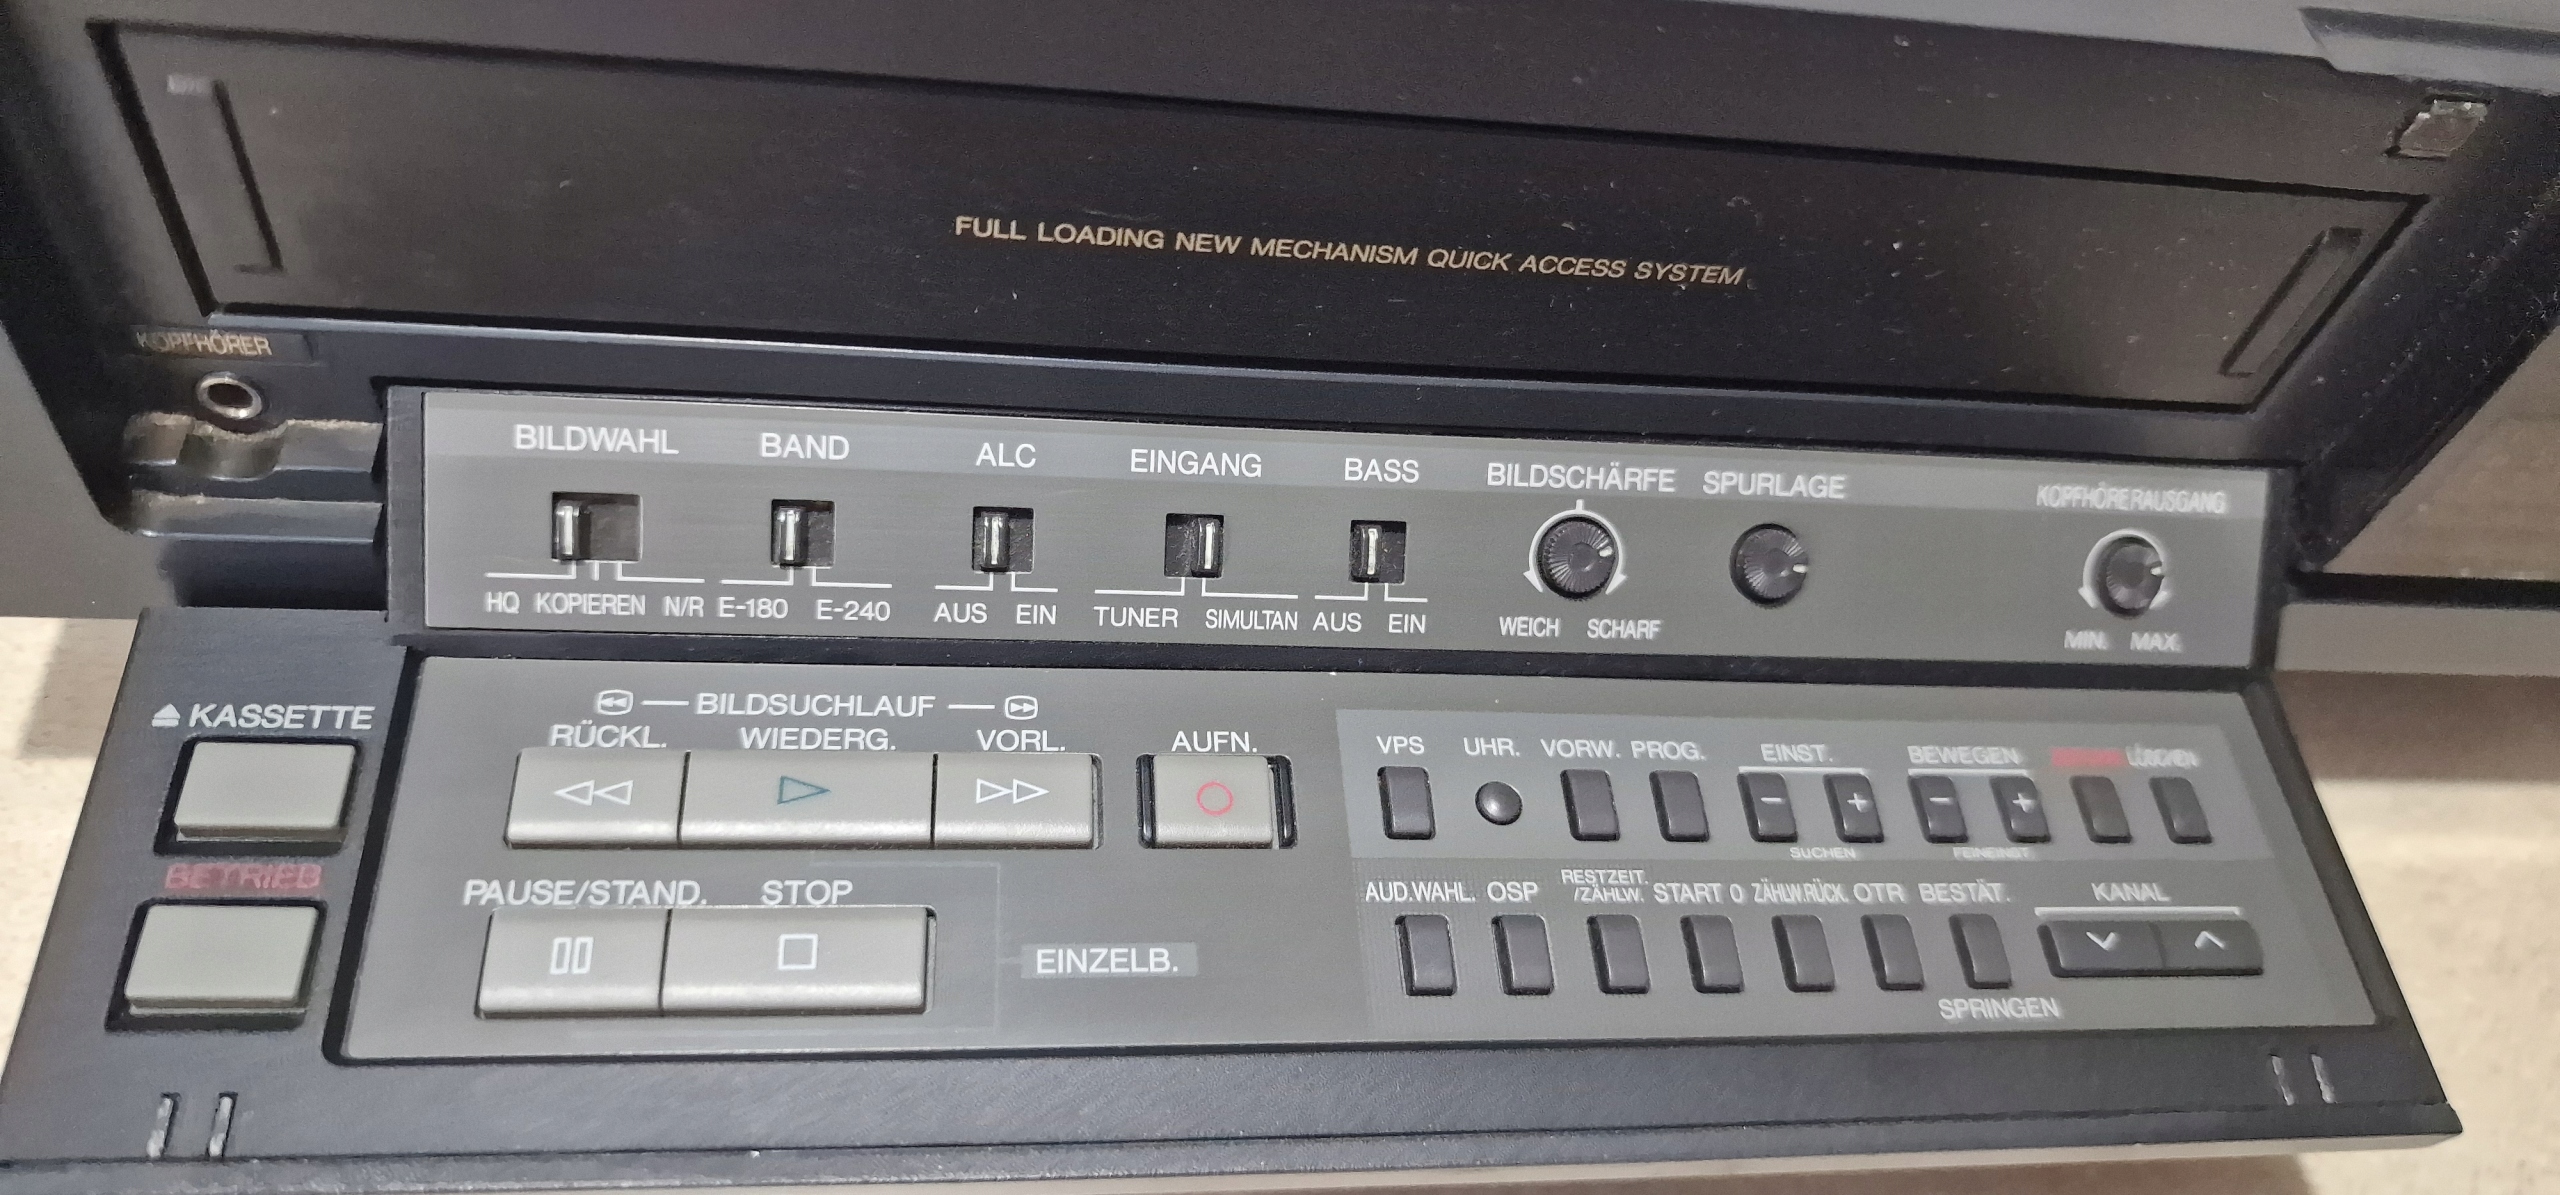 FULL LOADING NEW MECHANISM QUICK ACCESS SYSTEM
KOPFHÖRER
BILDWAHL BAND ALC EINGANG BASS BILDSCHÄRFE SPURLAGE KOPFHÖRERAUSGANG
HQ KOPIEREN N/R E-180 E-240 AUS EIN TUNER SIMULTAN AUS EIN WEICH SCHARF MIN. MAX.
KASSETTE
BILDSUCHLAUF
RÜCKL. WIEDERG. VORL. AUFN.
VPS UHR. VORW. PROG. EINST. BEWEGEN LÖSCHEN
- + - +
SUCHEN FEINEINST.
BETRIEB
PAUSE/STAND. STOP
EINZELB.
AUD.WAHL. OSP RESTZEIT. START 0 ZÄHLW.RÜCK. OTR BESTÄT. KANAL
/ZÄHLW.
SPRINGEN